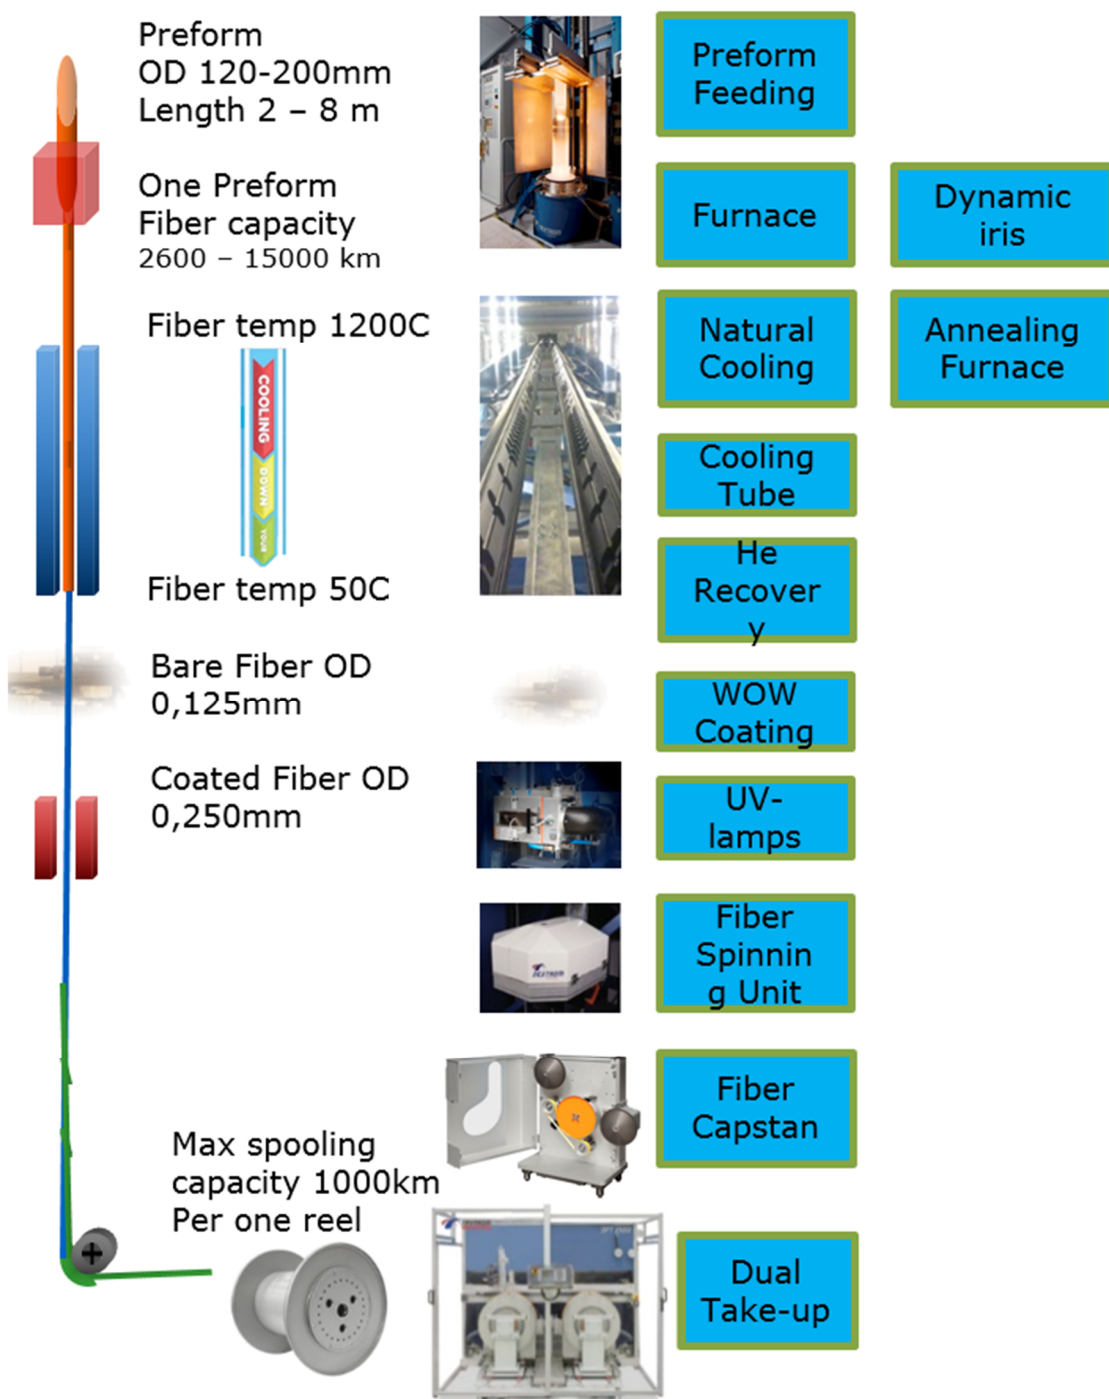 Preform
OD 120-200mm
Length 2 – 8 m
Preform
Feeding
One Preform
Fiber capacity
2600 – 15000 km
Furnace
Dynamic
iris
Fiber temp 1200C
COOLING
DOWN
YOUR
Fiber temp 50C
Natural
Cooling
Annealing
Furnace
Cooling
Tube
He
Recover
y
Bare Fiber OD
0,125mm
WOW
Coating
Coated Fiber OD
0,250mm
UV-
lamps
Fiber
Spinnin
g Unit
Fiber
Capstan
Max spooling
capacity 1000km
Per one reel
Dual
Take-up